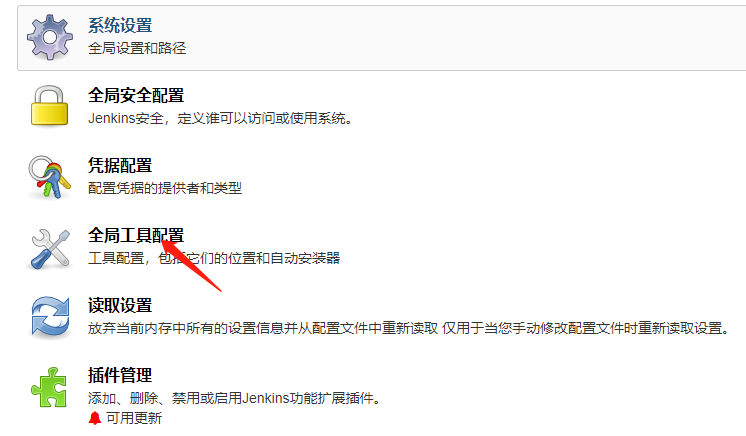 系统设置
全局设置和路径
全局安全配置
Jenkins安全，定义谁可以访问或使用系统。
凭据配置
配置凭据的提供者和类型
全局工具配置
工具配置，包括它们的位置和自动安装器
读取设置
放弃当前内存中所有的设置信息并从配置文件中重新读取 仅用于当您手动修改配置文件时重新读取设置。
插件管理
添加、删除、禁用或启用Jenkins功能扩展插件。
可用更新